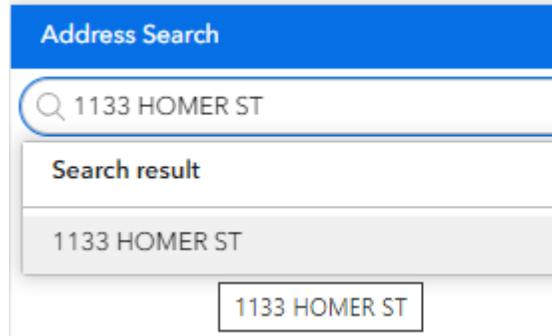 Address Search
1133 HOMER ST
Search result
1133 HOMER ST
1133 HOMER ST